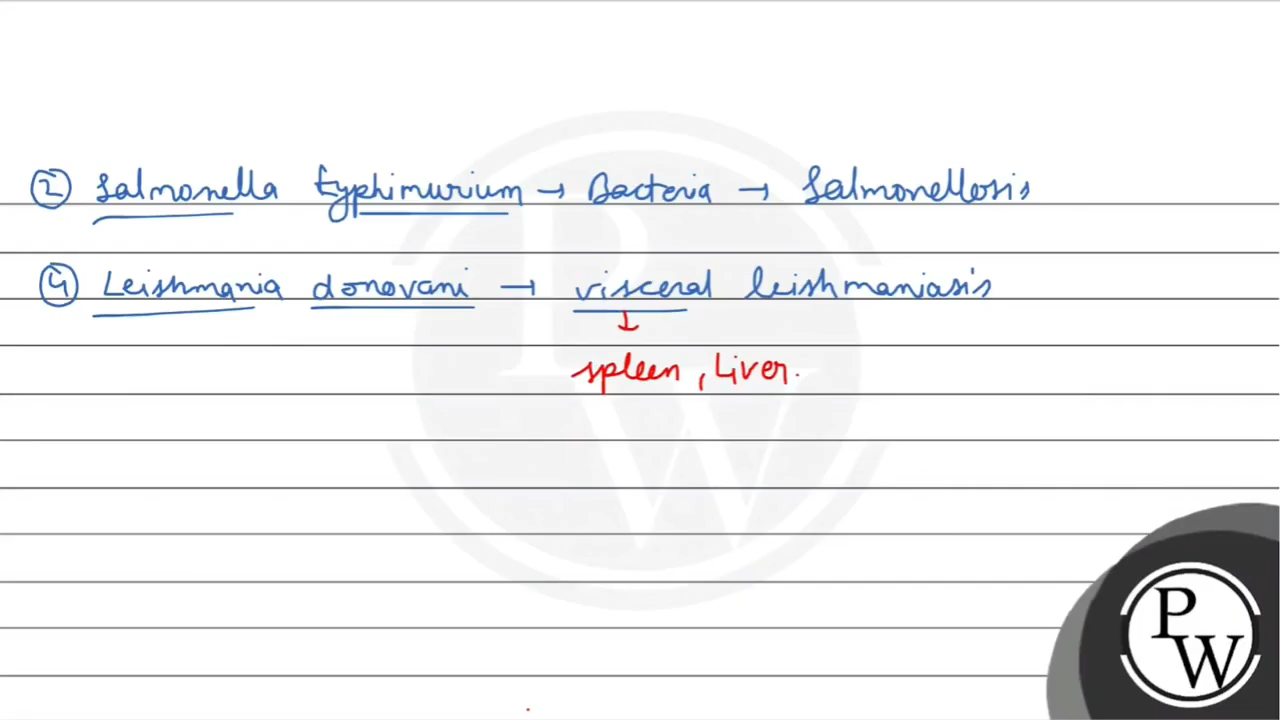 ② Salmonella typhimurium → Bacteria → Salmonellosis
④ Leishmania donovani → visceral leishmaniasis
↓
spleen, Liver.
P
W